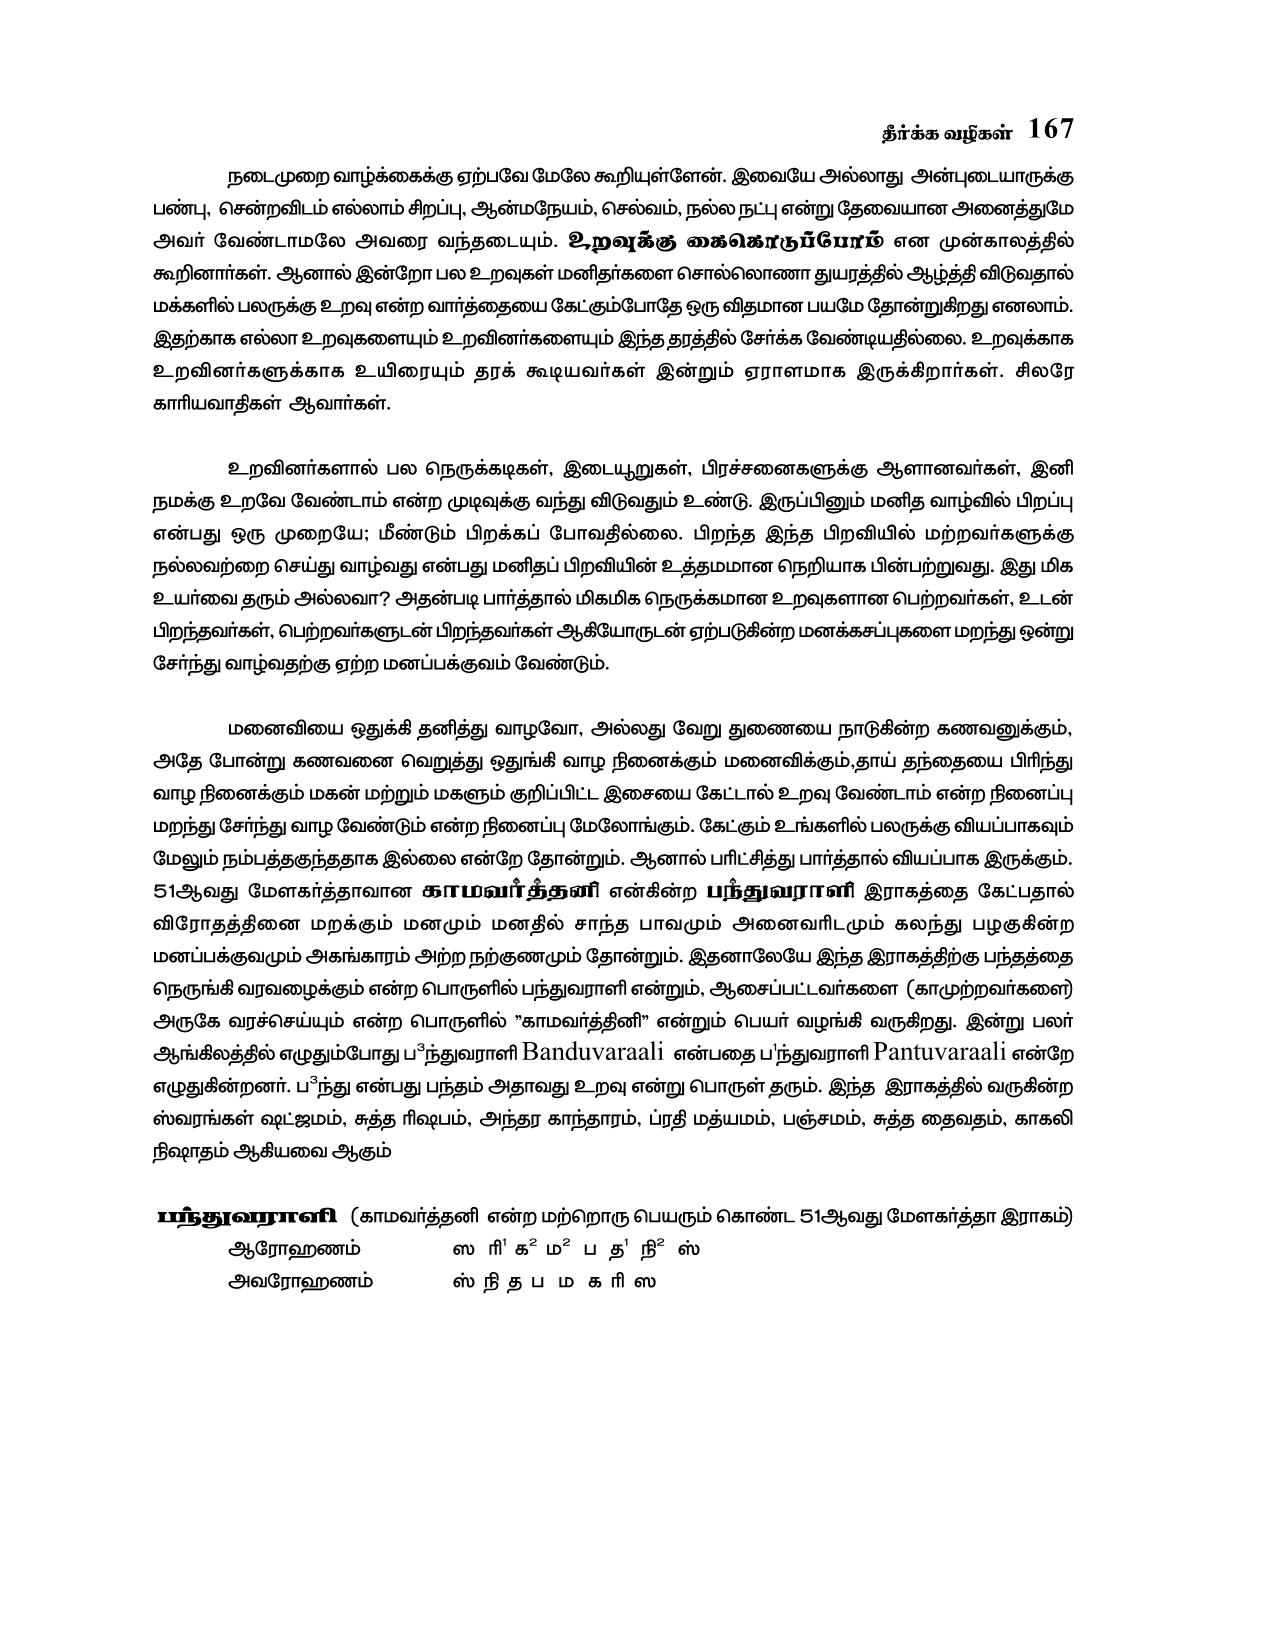 தீர்க்க வழிகள் 167
நடைமுறை வாழ்க்கைக்கு ஏற்பவே மேலே கூறியுள்ளேன். இவையே அல்லாது அன்புடையாருக்கு
பண்பு, சென்றவிடம் எல்லாம் சிறப்பு, ஆன்மநேயம், செல்வம், நல்ல நட்பு என்று தேவையான அனைத்துமே
அவர் வேண்டாமலே அவரை வந்தடையும். உறவுக்கு கைகொடுப்போம் என முன்காலத்தில்
கூறினார்கள். ஆனால் இன்றோ பல உறவுகள் மனிதர்களை சொல்லொணா துயரத்தில் ஆழ்த்தி விடுவதால்
மக்களில் பலருக்கு உறவு என்ற வார்த்தையை கேட்கும்போதே ஒரு விதமான பயமே தோன்றுகிறது எனலாம்.
இதற்காக எல்லா உறவுகளையும் உறவினர்களையும் இந்த தரத்தில் சேர்க்க வேண்டியதில்லை. உறவுக்காக
உறவினர்களுக்காக உயிரையும் தரக் கூடியவர்கள் இன்றும் ஏராளமாக இருக்கிறார்கள். சிலரே
காரியவாதிகள் ஆவார்கள்.
உறவினர்களால் பல நெருக்கடிகள், இடையூறுகள், பிரச்சனைகளுக்கு ஆளானவர்கள், இனி
நமக்கு உறவே வேண்டாம் என்ற முடிவுக்கு வந்து விடுவதும் உண்டு. இருப்பினும் மனித வாழ்வில் பிறப்பு
என்பது ஒரு முறையே; மீண்டும் பிறக்கப் போவதில்லை. பிறந்த இந்த பிறவியில் மற்றவர்களுக்கு
நல்லவற்றை செய்து வாழ்வது என்பது மனிதப் பிறவியின் உத்தமமான நெறியாக பின்பற்றுவது. இது மிக
உயர்வை தரும் அல்லவா? அதன்படி பார்த்தால் மிகமிக நெருக்கமான உறவுகளான பெற்றவர்கள், உடன்
பிறந்தவர்கள், பெற்றவர்களுடன் பிறந்தவர்கள் ஆகியோருடன் ஏற்படுகின்ற மனக்கசப்புகளை மறந்து ஒன்று
சேர்ந்து வாழ்வதற்கு ஏற்ற மனப்பக்குவம் வேண்டும்.
மனைவியை ஒதுக்கி தனித்து வாழவோ, அல்லது வேறு துணையை நாடுகின்ற கணவனுக்கும்,
அதே போன்று கணவனை வெறுத்து ஒதுங்கி வாழ நினைக்கும் மனைவிக்கும்,தாய் தந்தையை பிரிந்து
வாழ நினைக்கும் மகன் மற்றும் மகளும் குறிப்பிட்ட இசையை கேட்டால் உறவு வேண்டாம் என்ற நினைப்பு
மறந்து சேர்ந்து வாழ வேண்டும் என்ற நினைப்பு மேலோங்கும். கேட்கும் உங்களில் பலருக்கு வியப்பாகவும்
மேலும் நம்பத்தகுந்ததாக இல்லை என்றே தோன்றும். ஆனால் பரிட்சித்து பார்த்தால் வியப்பாக இருக்கும்.
51ஆவது மேளகர்த்தாவான காமவர்த்தனி என்கின்ற பந்துவராளி இராகத்தை கேட்பதால்
விரோதத்தினை மறக்கும் மனமும் மனதில் சாந்த பாவமும் அனைவரிடமும் கலந்து பழகுகின்ற
மனப்பக்குவமும் அகங்காரம் அற்ற நற்குணமும் தோன்றும். இதனாலேயே இந்த இராகத்திற்கு பந்தத்தை
நெருங்கி வரவழைக்கும் என்ற பொருளில் பந்துவராளி என்றும், ஆசைப்பட்டவர்களை (காமுற்றவர்களை)
அருகே வரச்செய்யும் என்ற பொருளில் ”காமவர்த்தினி” என்றும் பெயர் வழங்கி வருகிறது. இன்று பலர்
ஆங்கிலத்தில் எழுதும்போது ப³ந்துவராளி Banduvaraali என்பதை ப¹ந்துவராளி Pantuvaraali என்றே
எழுதுகின்றனர். ப³ந்து என்பது பந்தம் அதாவது உறவு என்று பொருள் தரும். இந்த இராகத்தில் வருகின்ற
ஸ்வரங்கள் ஷட்ஜமம், சுத்த ரிஷபம், அந்தர காந்தாரம், ப்ரதி மத்யமம், பஞ்சமம், சுத்த தைவதம், காகலி
நிஷாதம் ஆகியவை ஆகும்
பந்துவராளி (காமவர்த்தனி என்ற மற்றொரு பெயரும் கொண்ட 51ஆவது மேளகர்த்தா இராகம்)
ஆரோஹணம் ஸ ரி¹ க² ம² ப த¹ நி² ஸ்
அவரோஹணம் ஸ் நி த ப ம க ரி ஸ